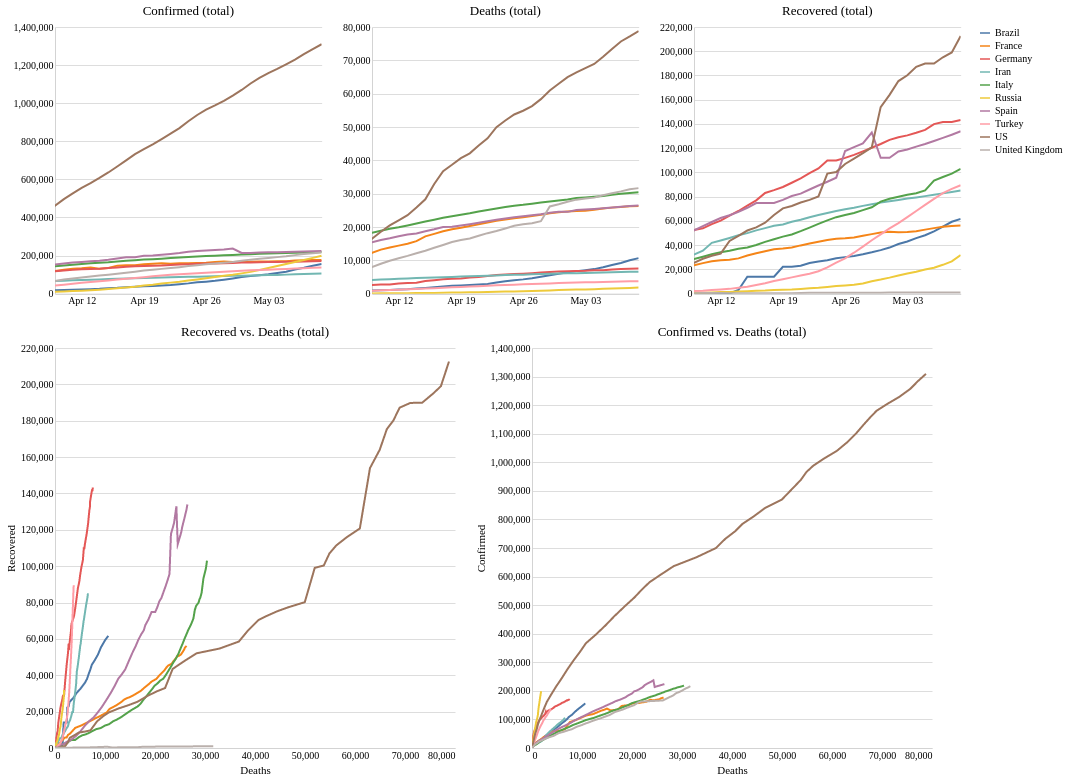 Confirmed (total)
1,400,000
1,200,000
1,000,000
800,000
600,000
400,000
200,000
0
Apr 12
Apr 19
Apr 26
May 03
Deaths (total)
80,000
70,000
60,000
50,000
40,000
30,000
20,000
10,000
0
Apr 12
Apr 19
Apr 26
May 03
Recovered (total)
220,000
200,000
180,000
160,000
140,000
120,000
100,000
80,000
60,000
40,000
20,000
0
Apr 12
Apr 19
Apr 26
May 03
Brazil
France
Germany
Iran
Italy
Russia
Spain
Turkey
US
United Kingdom
Recovered vs. Deaths (total)
Recovered
220,000
200,000
180,000
160,000
140,000
120,000
100,000
80,000
60,000
40,000
20,000
0
0
10,000
20,000
30,000
40,000
50,000
60,000
70,000
80,000
Deaths
Confirmed vs. Deaths (total)
Confirmed
1,400,000
1,300,000
1,200,000
1,100,000
1,000,000
900,000
800,000
700,000
600,000
500,000
400,000
300,000
200,000
100,000
0
0
10,000
20,000
30,000
40,000
50,000
60,000
70,000
80,000
Deaths